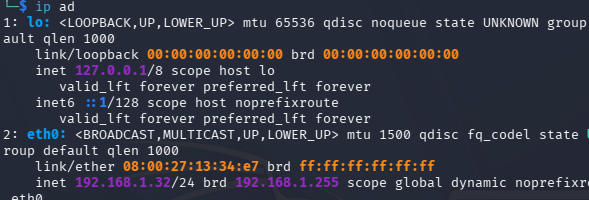 └─$ ip ad
1: lo: <LOOPBACK,UP,LOWER_UP> mtu 65536 qdisc noqueue state UNKNOWN group
ault qlen 1000
link/loopback 00:00:00:00:00:00 brd 00:00:00:00:00:00
inet 127.0.0.1/8 scope host lo
valid_lft forever preferred_lft forever
inet6 ::1/128 scope host noprefixroute
valid_lft forever preferred_lft forever
2: eth0: <BROADCAST,MULTICAST,UP,LOWER_UP> mtu 1500 qdisc fq_codel state
roup default qlen 1000
link/ether 08:00:27:13:34:e7 brd ff:ff:ff:ff:ff:ff
inet 192.168.1.32/24 brd 192.168.1.255 scope global dynamic noprefixr
eth0